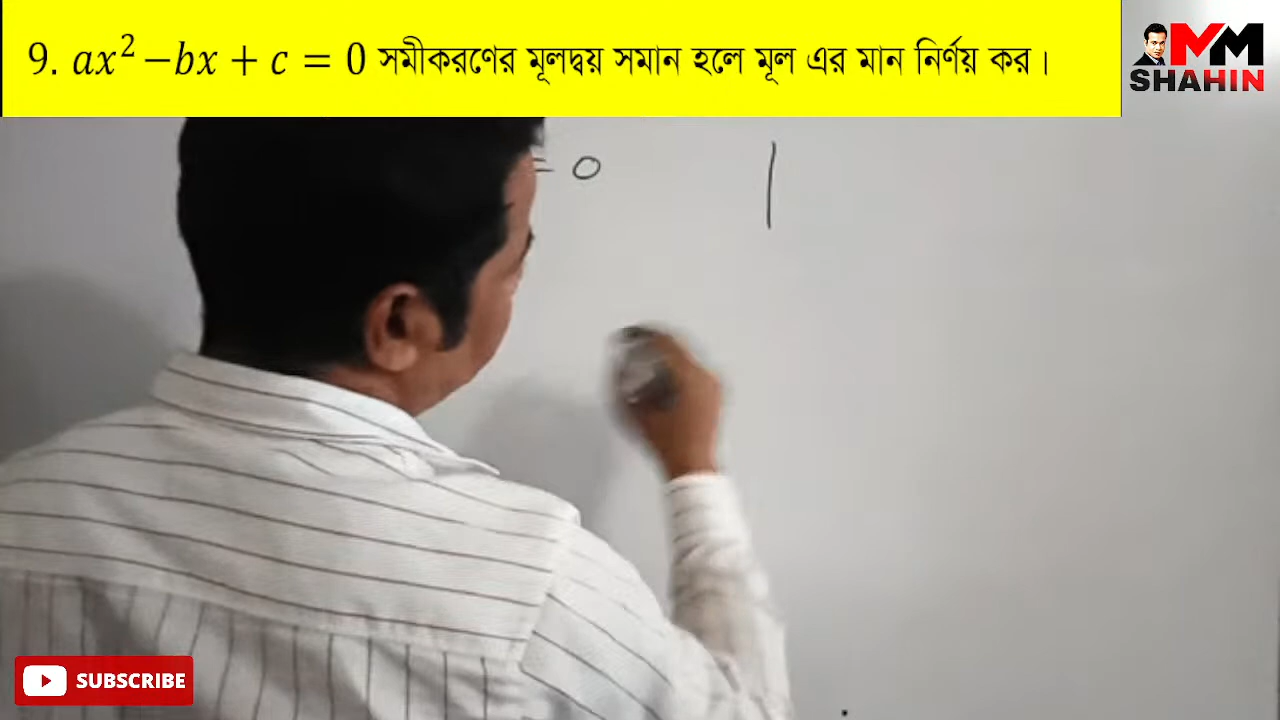 9. ax² −bx + c = 0 সমীকরণের মূলদ্বয় সমান হলে মূল এর মান নির্ণয় কর।
MM
SHAHIN
= 0
SUBSCRIBE